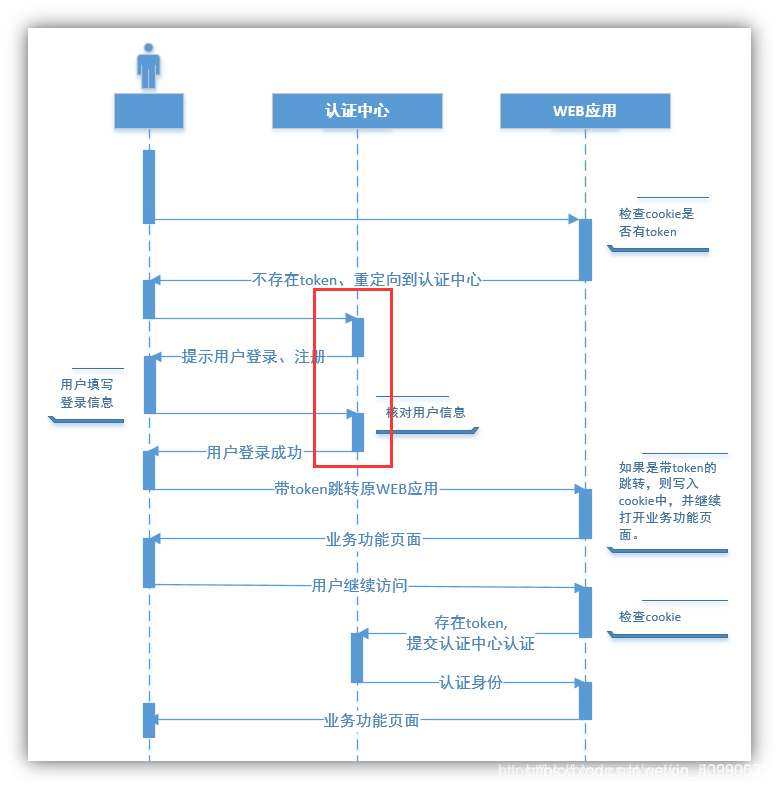 认证中心
WEB应用
检查cookie是
否有token
不存在token、重定向到认证中心
提示用户登录、注册
用户填写
登录信息
核对用户信息
用户登录成功
如果是带token的
跳转，则写入
cookie中，并继续
打开业务功能页
面。
带token跳转原WEB应用
业务功能页面
用户继续访问
检查cookie
存在token,
提交认证中心认证
认证身份
业务功能页面